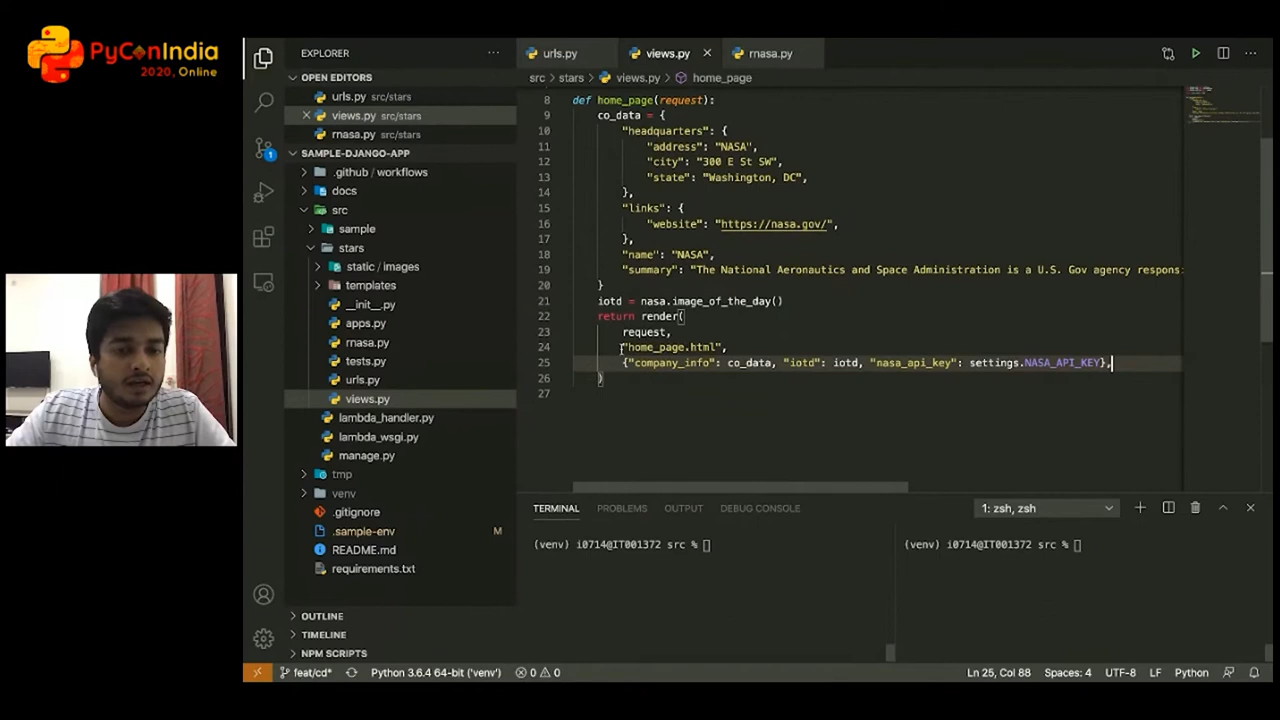 PyConIndia
2020, Online
EXPLORER
OPEN EDITORS
urls.py src/stars
views.py src/stars
rnasa.py src/stars
SAMPLE-DJANGO-APP
.github / workflows
docs
src
sample
stars
static / images
templates
__init__.py
apps.py
rnasa.py
tests.py
urls.py
views.py
lambda_handler.py
lambda_wsgi.py
manage.py
tmp
venv
.gitignore
.sample-env M
README.md
requirements.txt
OUTLINE
TIMELINE
NPM SCRIPTS
1
urls.py views.py rnasa.py
src > stars > views.py > home_page
8 def home_page(request):
9 co_data = {
10 "headquarters": {
11 "address": "NASA",
12 "city": "300 E St SW",
13 "state": "Washington, DC",
14 },
15 "links": {
16 "website": "https://nasa.gov/",
17 },
18 "name": "NASA",
19 "summary": "The National Aeronautics and Space Administration is a U.S. Gov agency respons
20 }
21 iotd = nasa.image_of_the_day()
22 return render(
23 request,
24 "home_page.html",
25 {"company_info": co_data, "iotd": iotd, "nasa_api_key": settings.NASA_API_KEY},
26 )
27
TERMINAL PROBLEMS OUTPUT DEBUG CONSOLE 1: zsh, zsh
(venv) i0714@IT001372 src % (venv) i0714@IT001372 src %
feat/cd* Python 3.6.4 64-bit ('venv') 0 0 Ln 25, Col 88 Spaces: 4 UTF-8 LF Python